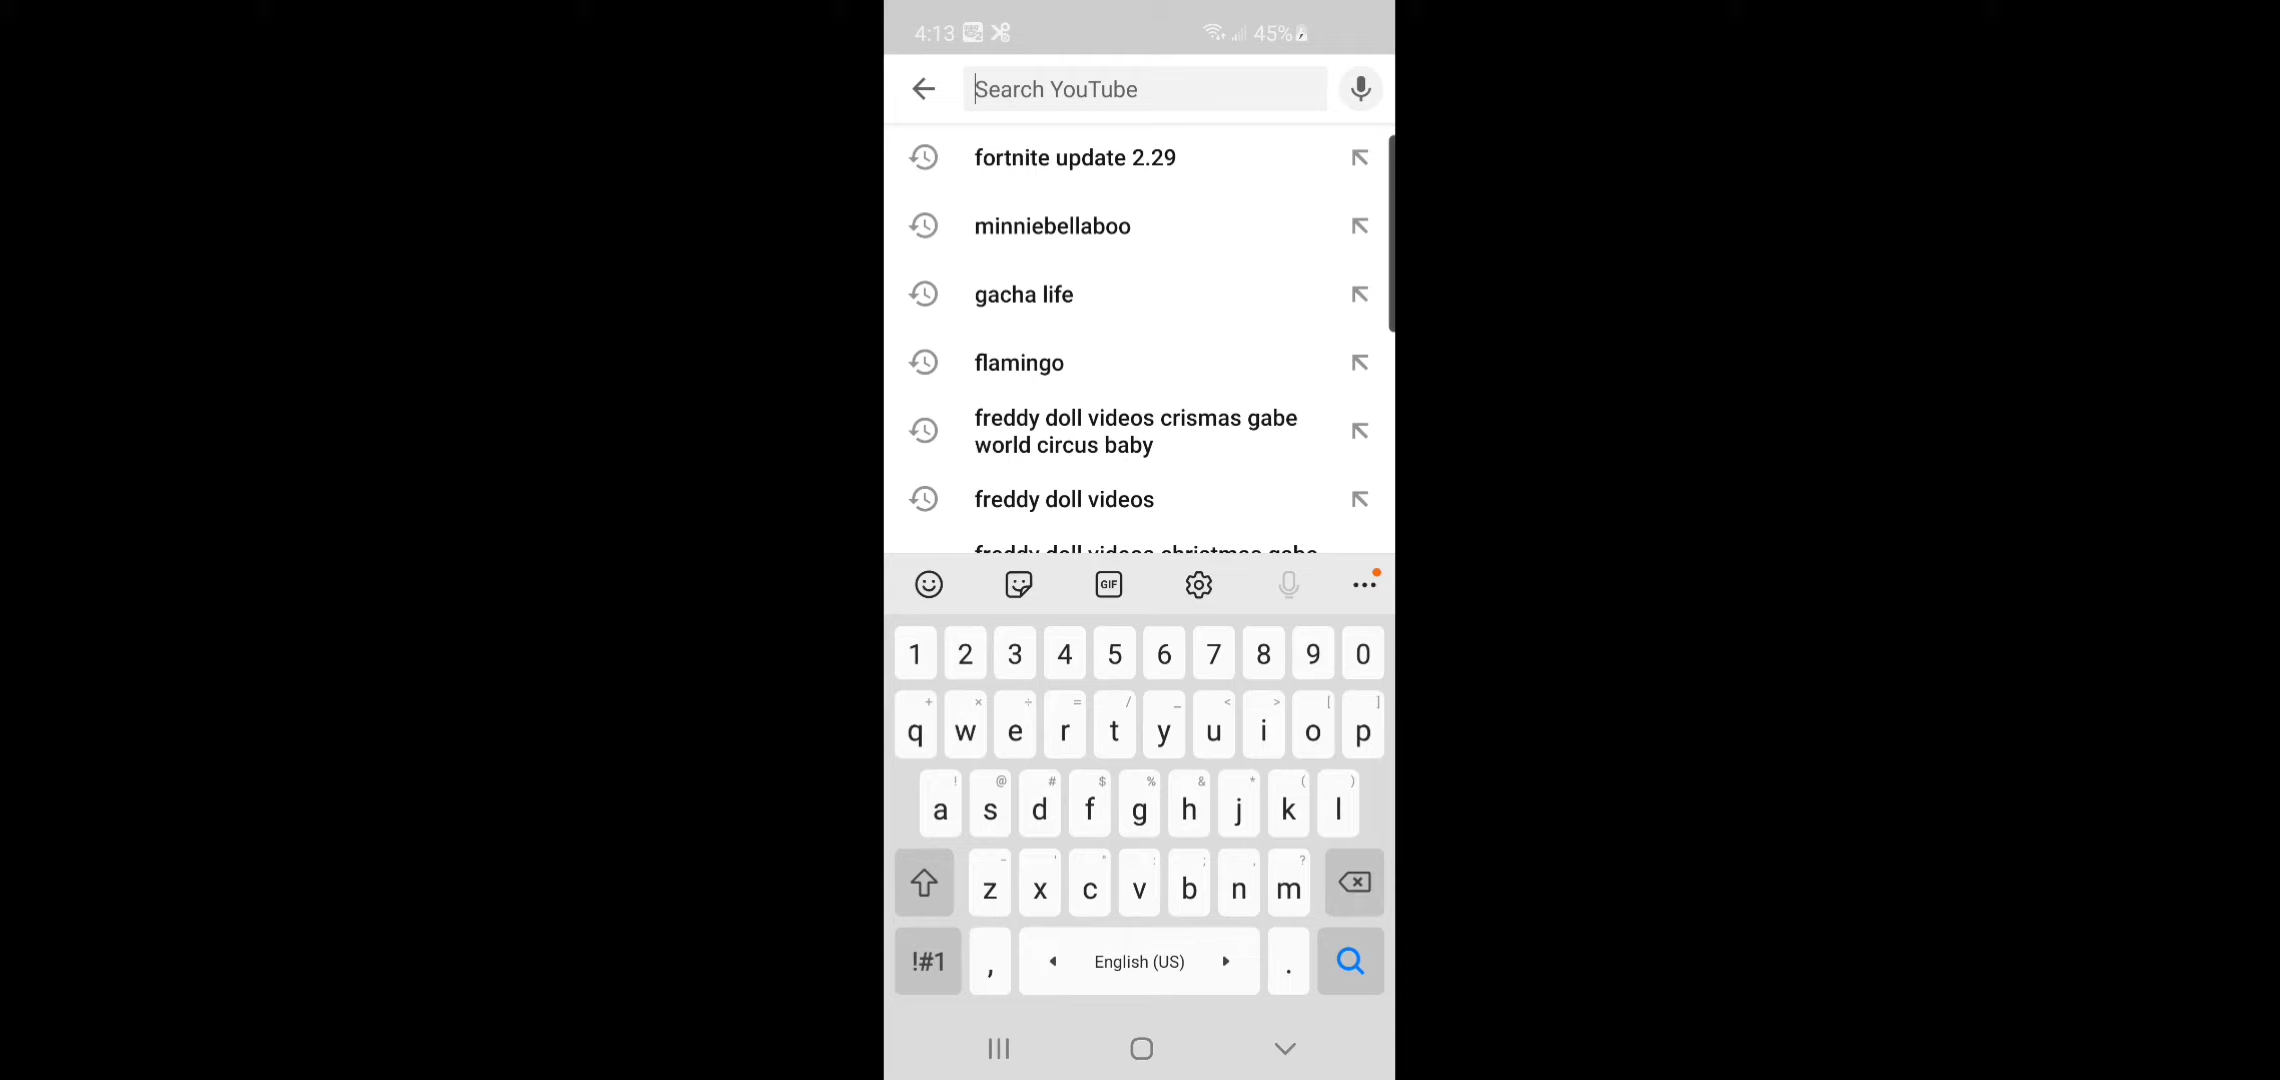 4:13 45%
Search YouTube
fortnite update 2.29
minniebellaboo
gacha life
flamingo
freddy doll videos crismas gabe
world circus baby
freddy doll videos
freddy doll videos christmas gabe
GIF
1 2 3 4 5 6 7 8 9 0
+ × ÷ = / _ < > [ ]
q w e r t y u i o p
! @ # $ % & * ( )
a s d f g h j k l
- ' " : ; , ?
z x c v b n m
!#1 , English (US) .